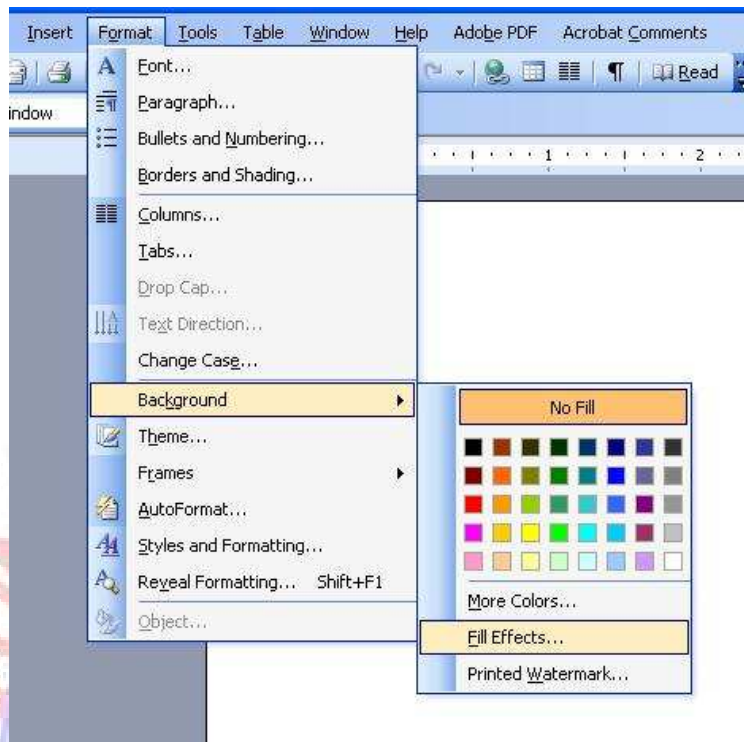 Insert Format Tools Table Window Help Adobe PDF Acrobat Comments
Read
indow
1 2
Font...
Paragraph...
Bullets and Numbering...
Borders and Shading...
Columns...
Tabs...
Drop Cap...
Text Direction...
Change Case...
Background
No Fill
Theme...
Frames
AutoFormat...
Styles and Formatting...
Reveal Formatting... Shift+F1
More Colors...
Object...
Fill Effects...
Printed Watermark...